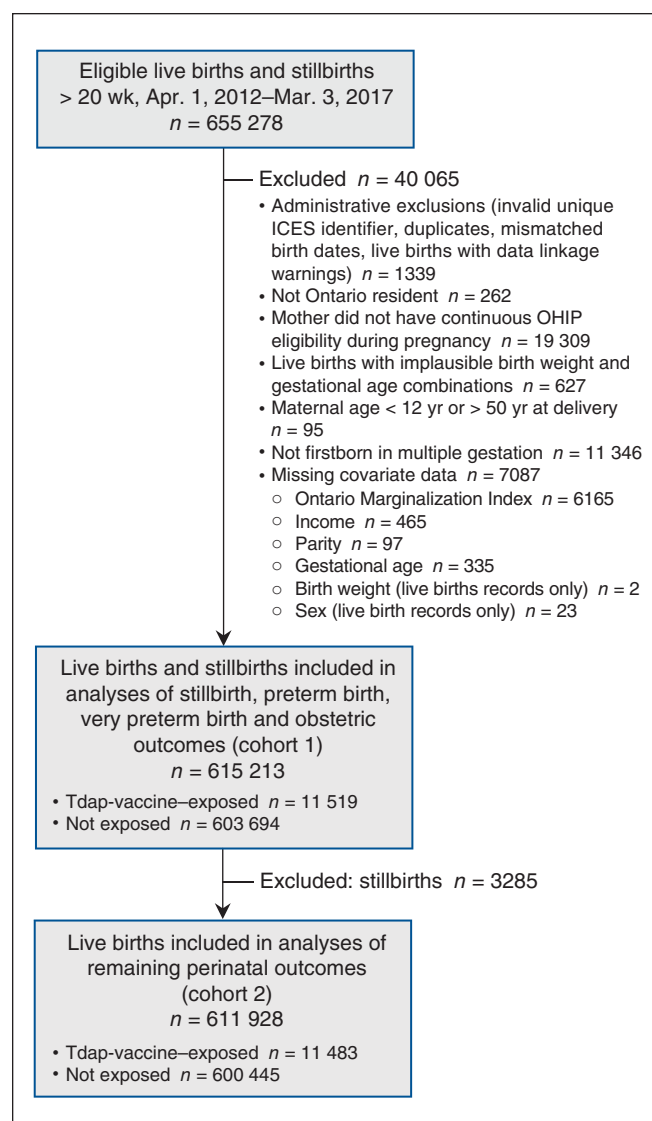 Eligible live births and stillbirths
> 20 wk, Apr. 1, 2012–Mar. 3, 2017
n = 655 278
Excluded n = 40 065
• Administrative exclusions (invalid unique
ICES identifier, duplicates, mismatched
birth dates, live births with data linkage
warnings) n = 1339
• Not Ontario resident n = 262
• Mother did not have continuous OHIP
eligibility during pregnancy n = 19 309
• Live births with implausible birth weight and
gestational age combinations n = 627
• Maternal age < 12 yr or > 50 yr at delivery
n = 95
• Not firstborn in multiple gestation n = 11 346
• Missing covariate data n = 7087
○ Ontario Marginalization Index n = 6165
○ Income n = 465
○ Parity n = 97
○ Gestational age n = 335
○ Birth weight (live births records only) n = 2
○ Sex (live birth records only) n = 23
Live births and stillbirths included in
analyses of stillbirth, preterm birth,
very preterm birth and obstetric
outcomes (cohort 1)
n = 615 213
• Tdap-vaccine–exposed n = 11 519
• Not exposed n = 603 694
Excluded: stillbirths n = 3285
Live births included in analyses of
remaining perinatal outcomes
(cohort 2)
n = 611 928
• Tdap-vaccine–exposed n = 11 483
• Not exposed n = 600 445